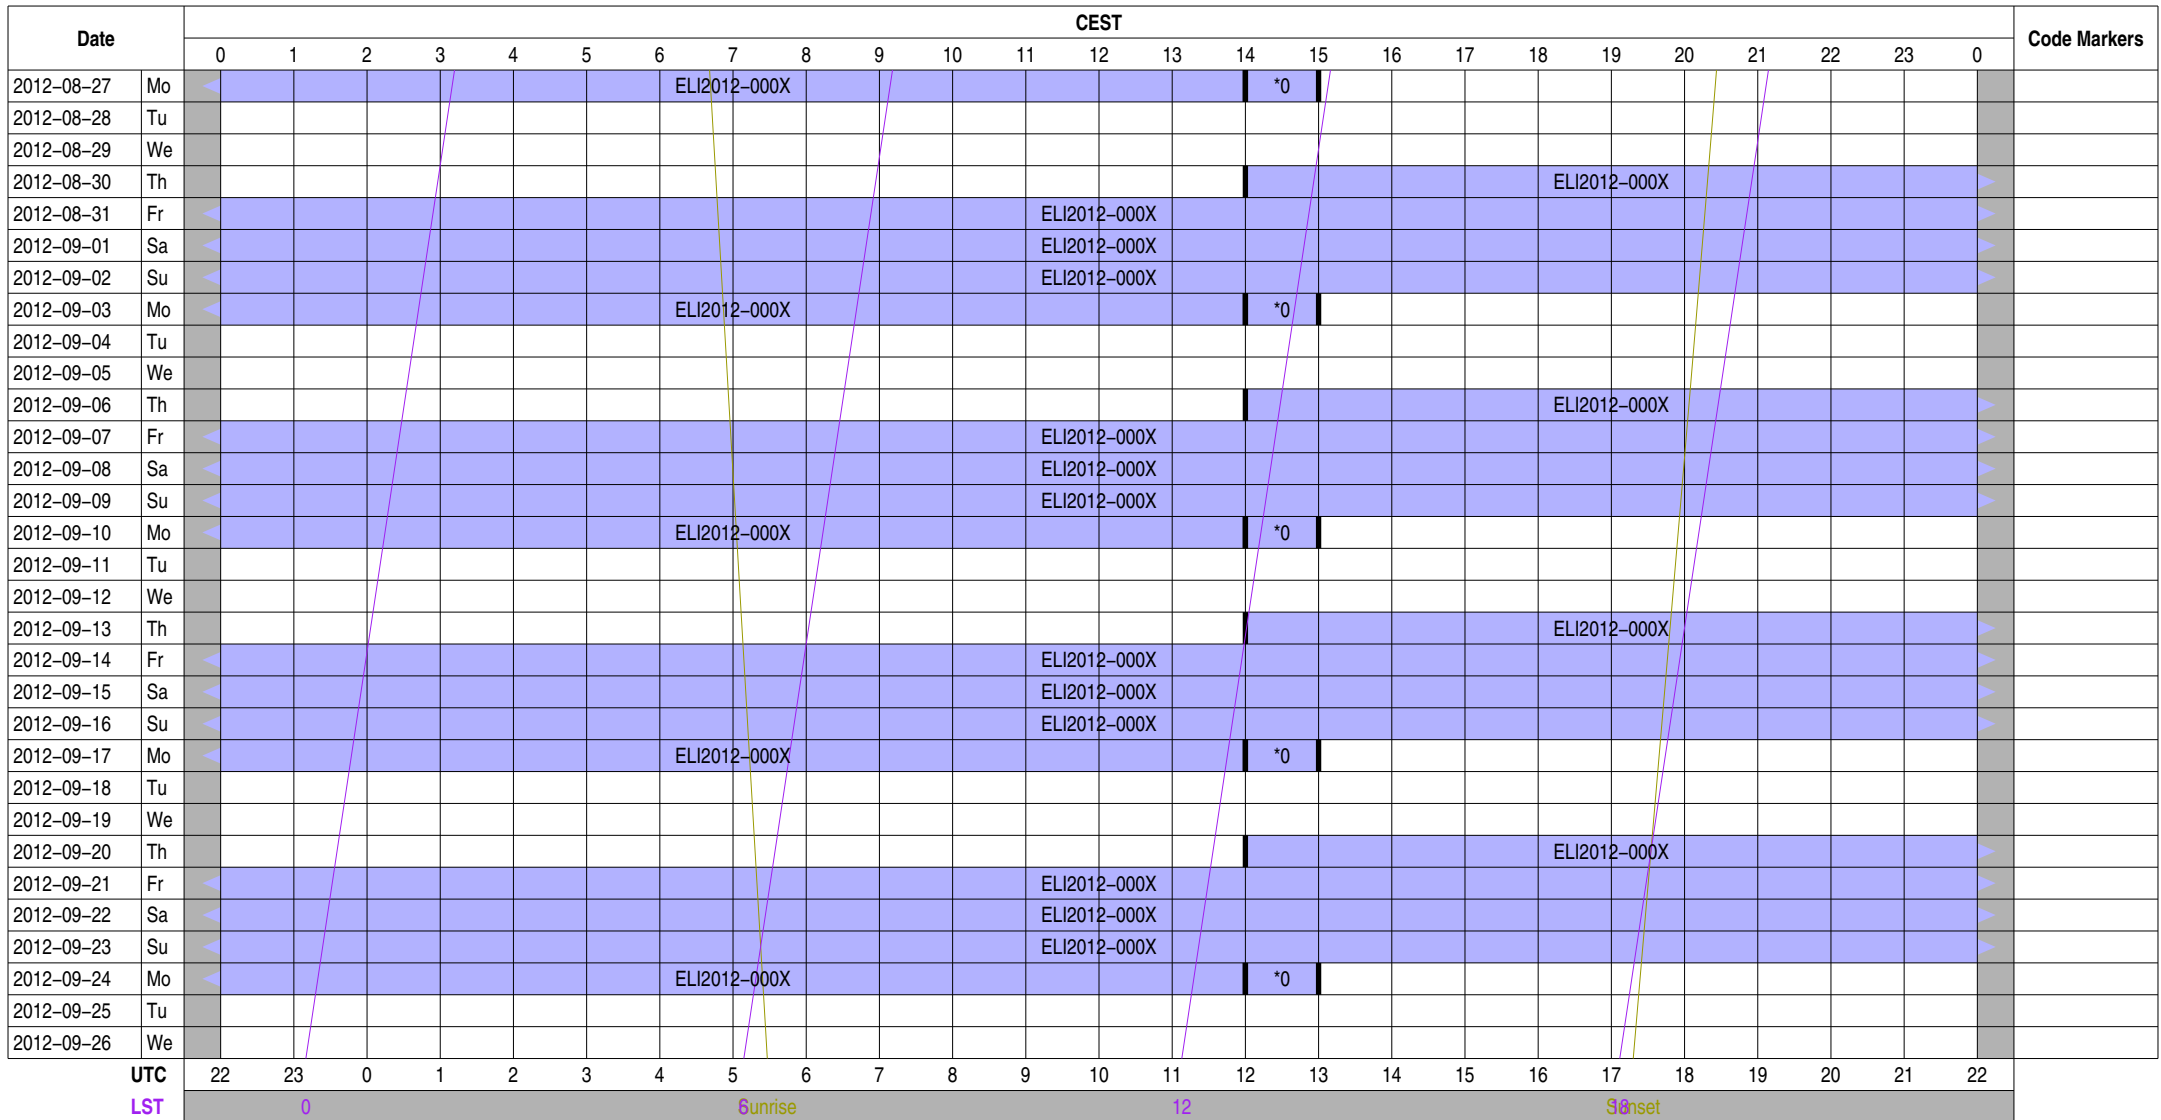 CEST
Date
Code Markers
0 1 2 3 4 5 6 7 8 9 10 11 12 13 14 15 16 17 18 19 20 21 22 23 0
2012-08-27 Mo ELI2012-000X *0
2012-08-28 Tu
2012-08-29 We
2012-08-30 Th ELI2012-000X
2012-08-31 Fr ELI2012-000X
2012-09-01 Sa ELI2012-000X
2012-09-02 Su ELI2012-000X
2012-09-03 Mo ELI2012-000X *0
2012-09-04 Tu
2012-09-05 We
2012-09-06 Th ELI2012-000X
2012-09-07 Fr ELI2012-000X
2012-09-08 Sa ELI2012-000X
2012-09-09 Su ELI2012-000X
2012-09-10 Mo ELI2012-000X *0
2012-09-11 Tu
2012-09-12 We
2012-09-13 Th ELI2012-000X
2012-09-14 Fr ELI2012-000X
2012-09-15 Sa ELI2012-000X
2012-09-16 Su ELI2012-000X
2012-09-17 Mo ELI2012-000X *0
2012-09-18 Tu
2012-09-19 We
2012-09-20 Th ELI2012-000X
2012-09-21 Fr ELI2012-000X
2012-09-22 Sa ELI2012-000X
2012-09-23 Su ELI2012-000X
2012-09-24 Mo ELI2012-000X *0
2012-09-25 Tu
2012-09-26 We
UTC 22 23 0 1 2 3 4 5 6 7 8 9 10 11 12 13 14 15 16 17 18 19 20 21 22
LST 0 6 Sunrise 12 18 Sunset